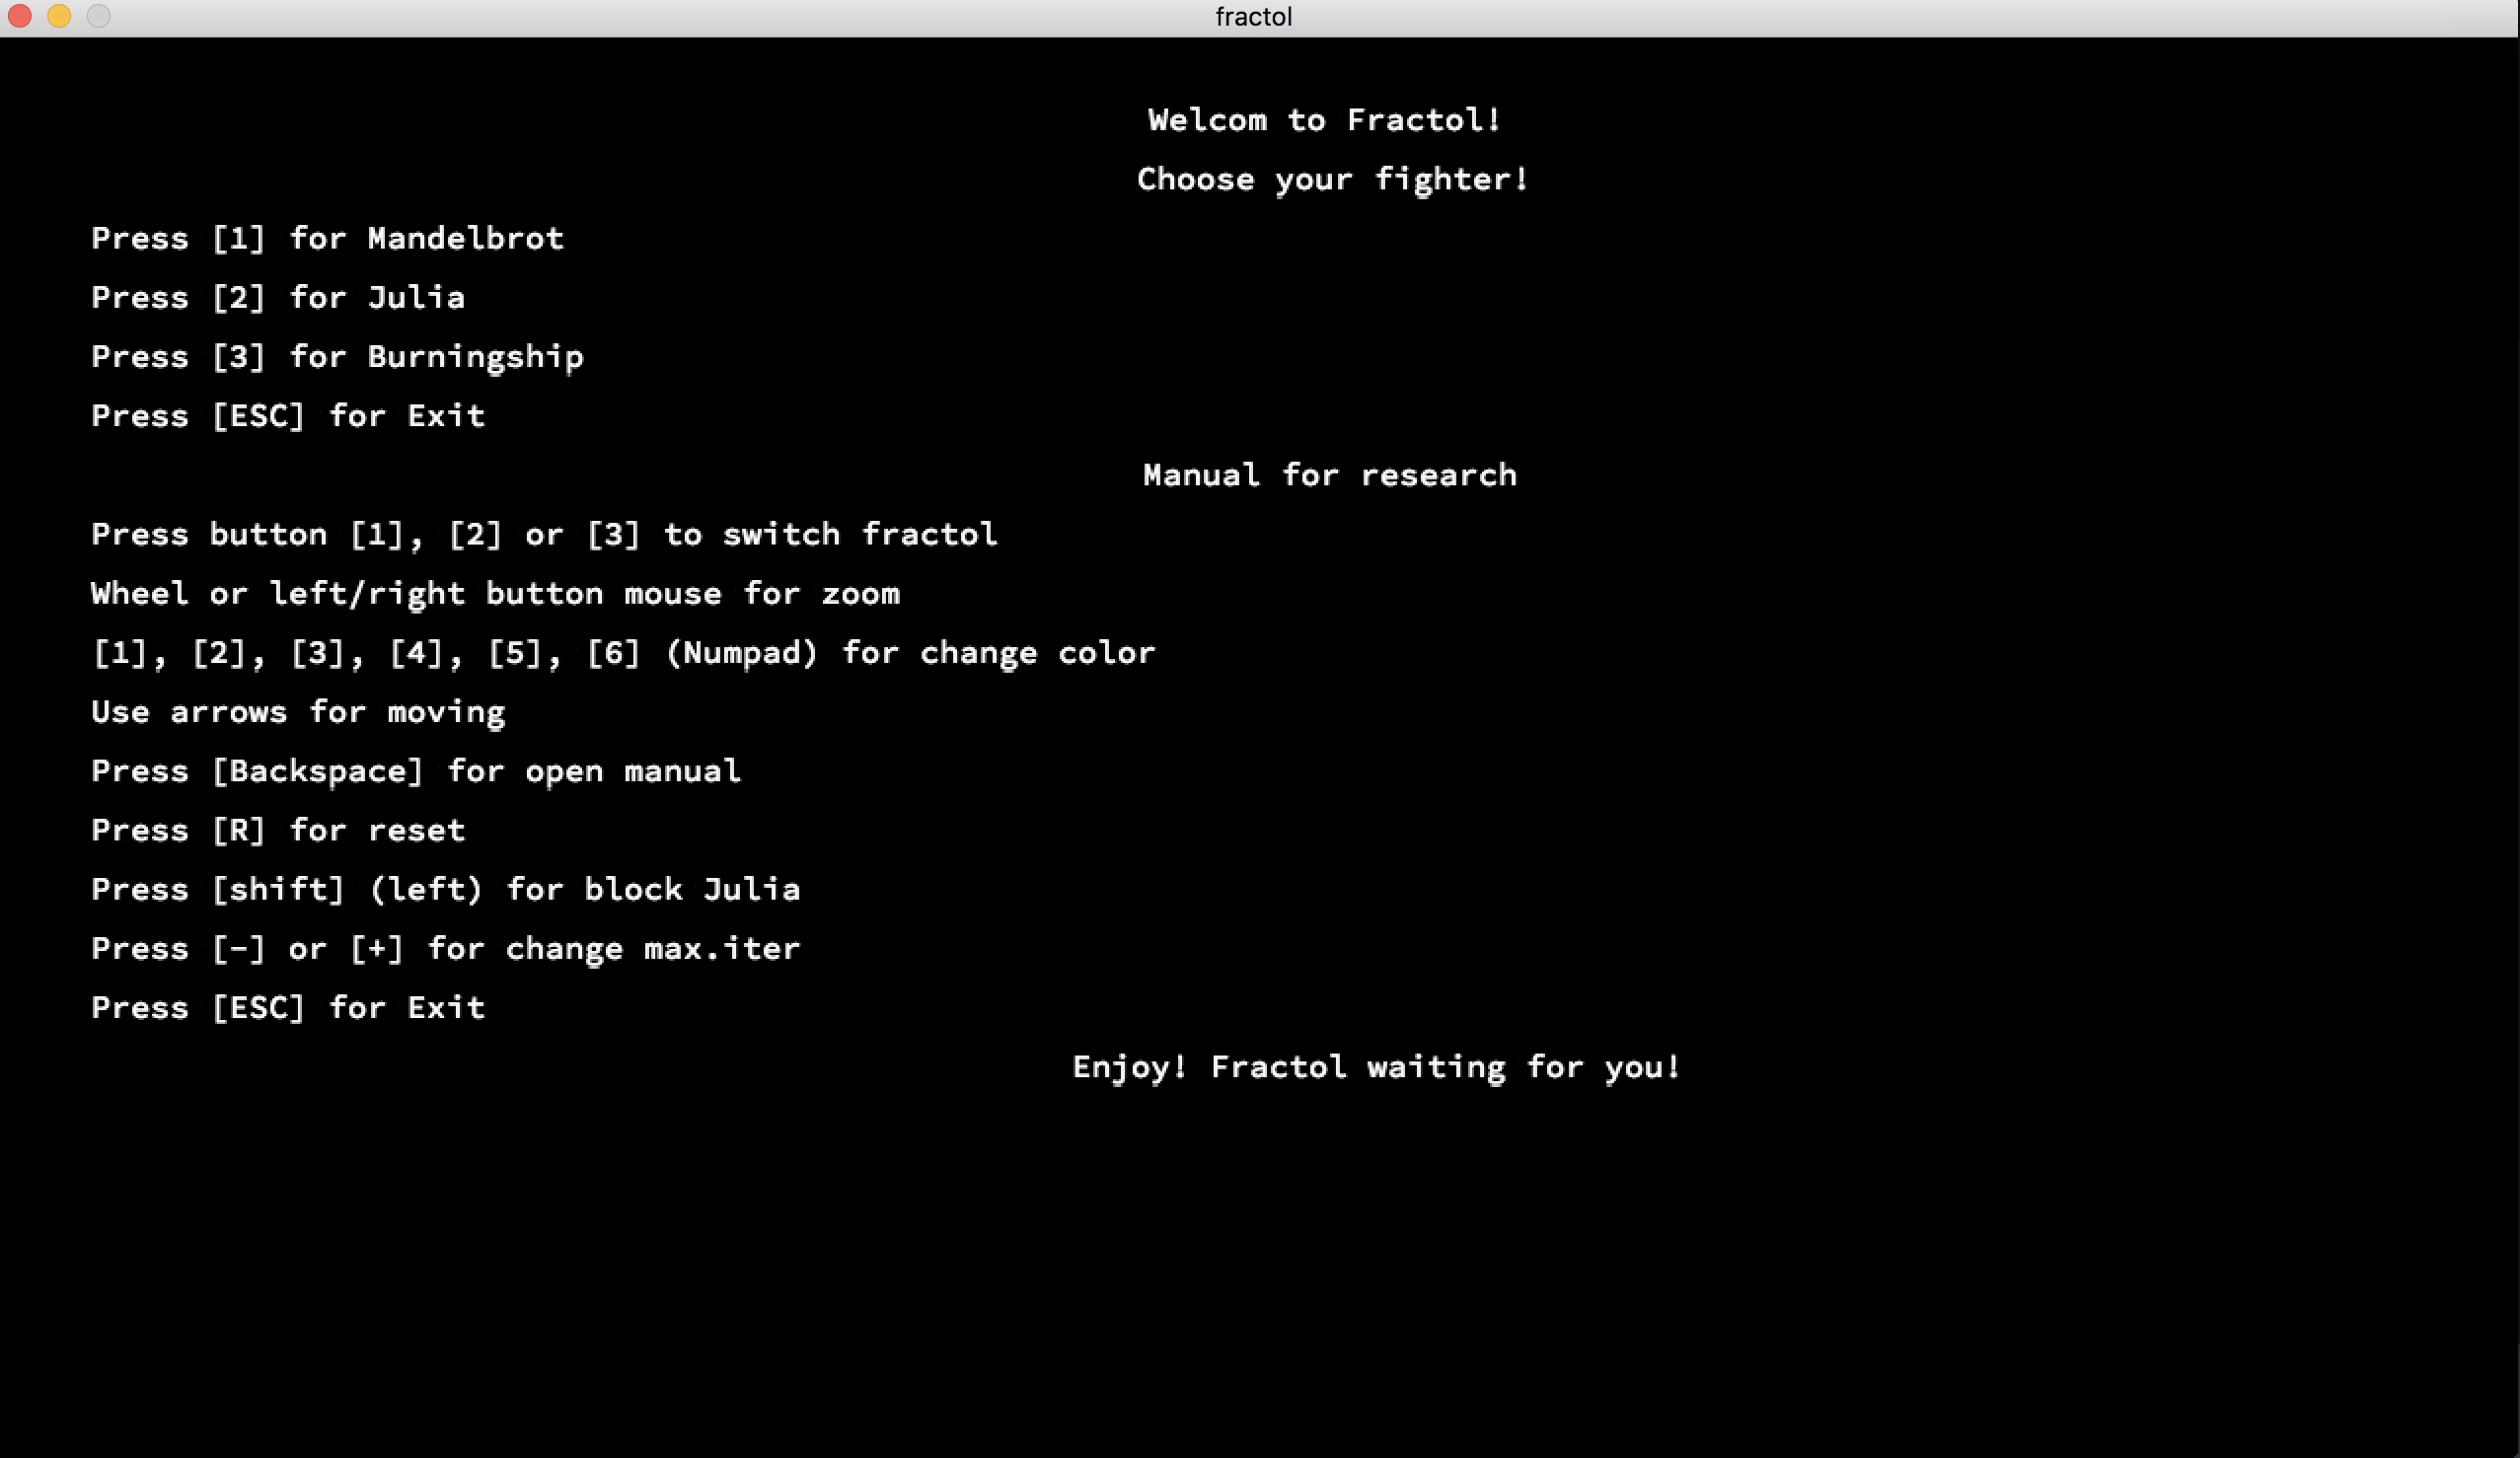 fractol
Welcom to Fractol!
Choose your fighter!
Press [1] for Mandelbrot
Press [2] for Julia
Press [3] for Burningship
Press [ESC] for Exit
Manual for research
Press button [1], [2] or [3] to switch fractol
Wheel or left/right button mouse for zoom
[1], [2], [3], [4], [5], [6] (Numpad) for change color
Use arrows for moving
Press [Backspace] for open manual
Press [R] for reset
Press [shift] (left) for block Julia
Press [-] or [+] for change max.iter
Press [ESC] for Exit
Enjoy! Fractol waiting for you!